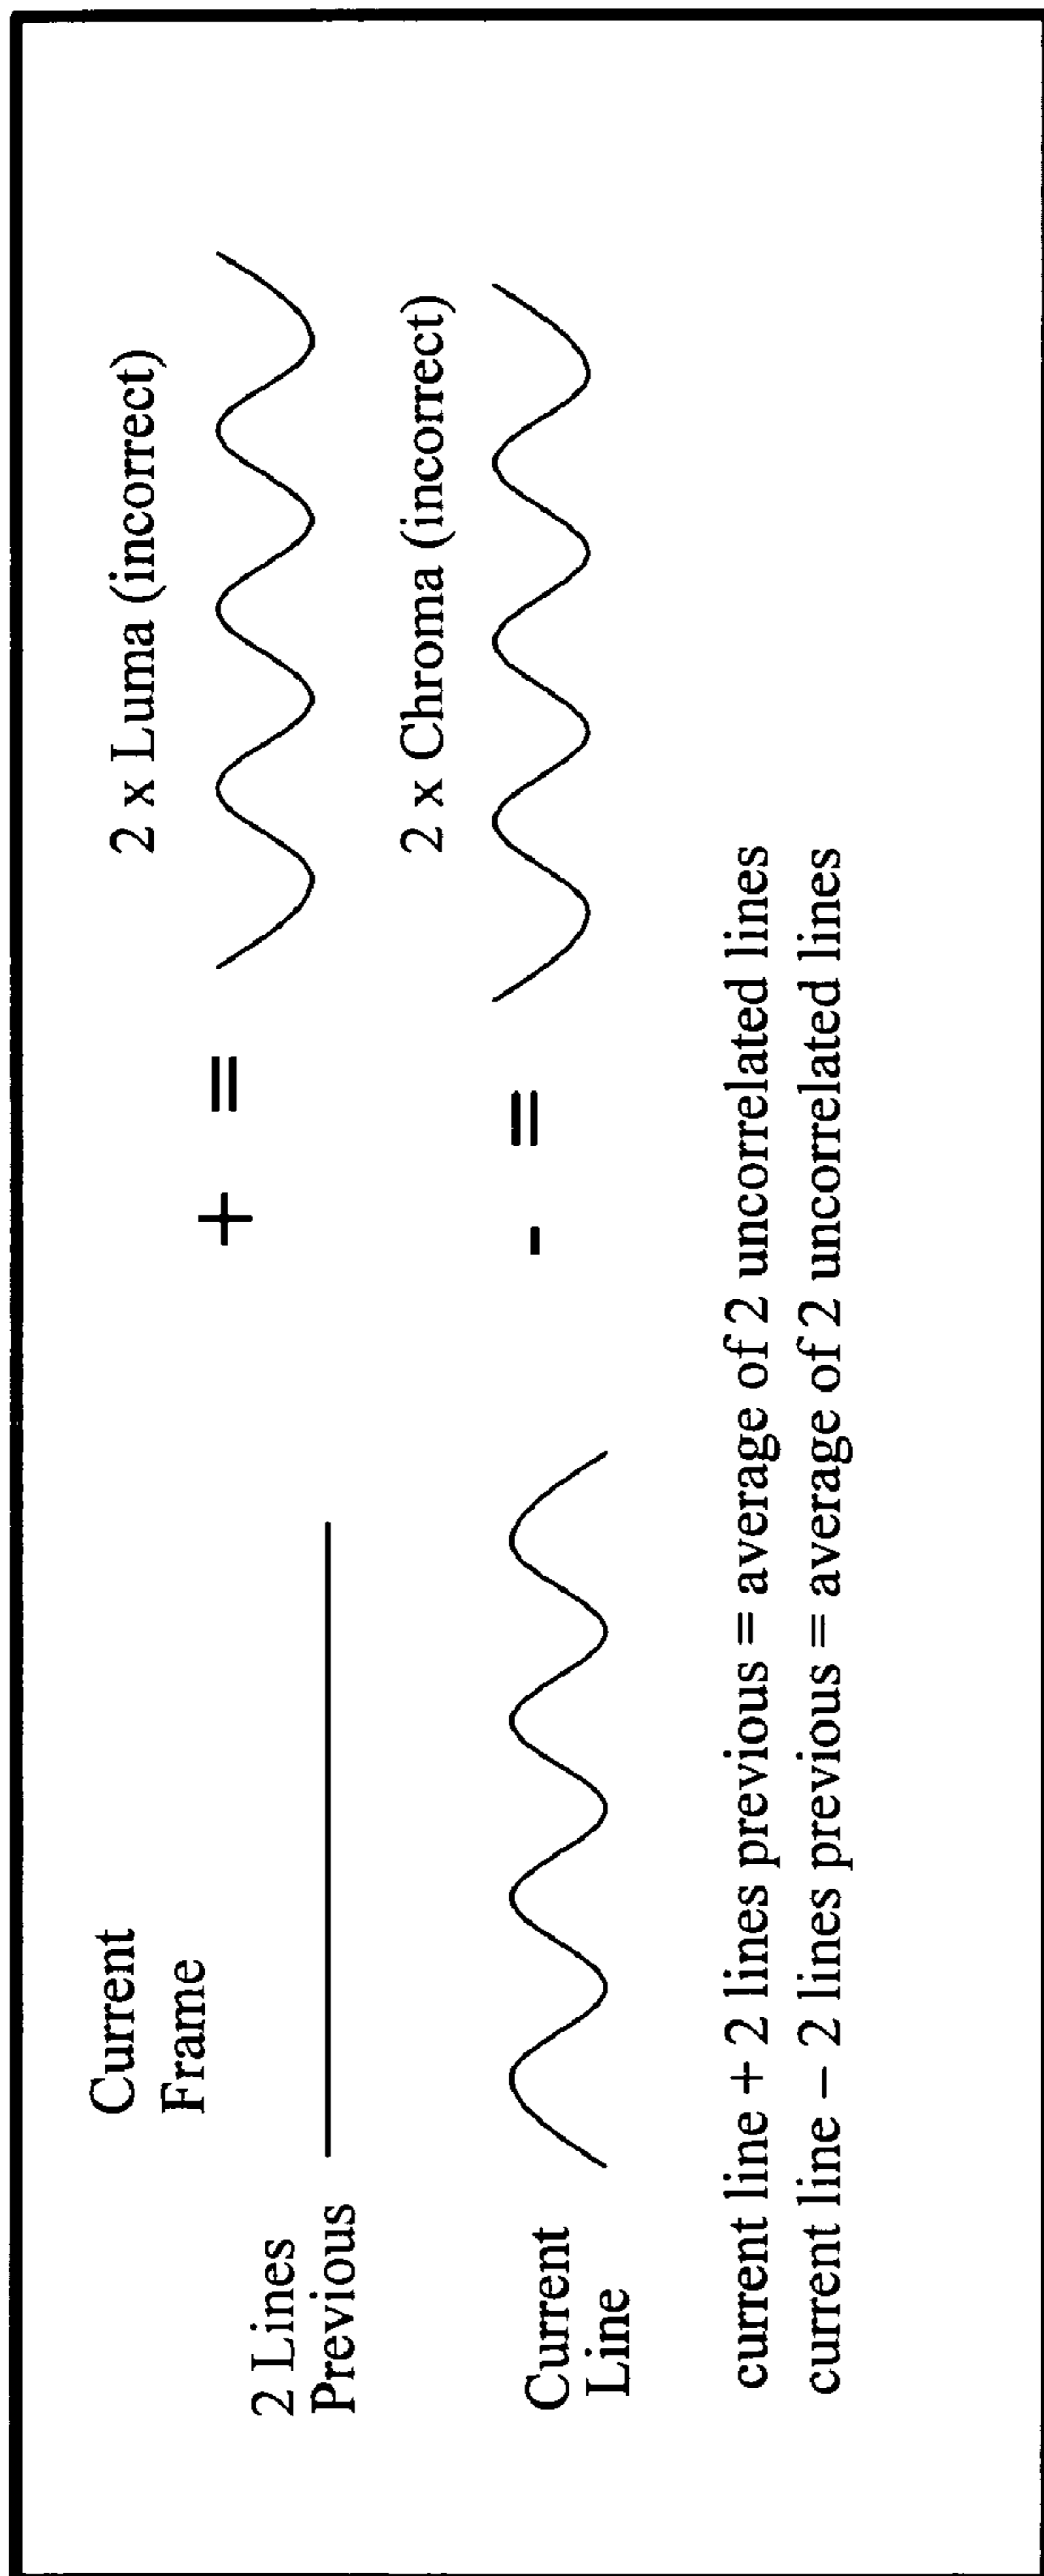 Current
Frame
2 Lines
Previous
+ =
2 x Luma (incorrect)
Current
Line
- =
2 x Chroma (incorrect)
current line + 2 lines previous = average of 2 uncorrelated lines
current line − 2 lines previous = average of 2 uncorrelated lines